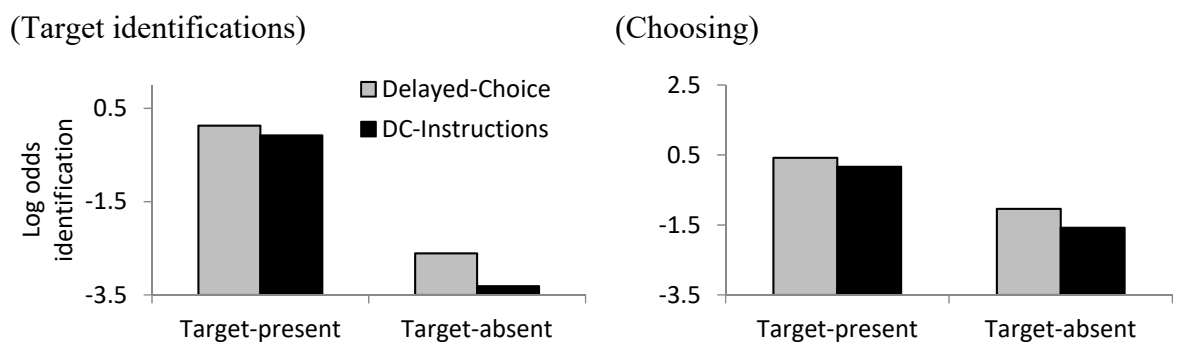 (Target identifications)
(Choosing)
Log odds
identification
0.5
-1.5
-3.5
Delayed-Choice
DC-Instructions
Target-present
Target-absent
2.5
0.5
-1.5
-3.5
Target-present
Target-absent